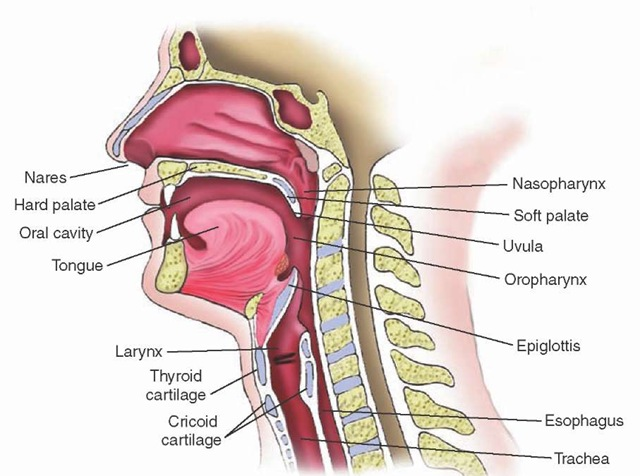 Nares
Hard palate
Oral cavity
Tongue
Larynx
Thyroid
cartilage
Cricoid
cartilage
Nasopharynx
Soft palate
Uvula
Oropharynx
Epiglottis
Esophagus
Trachea